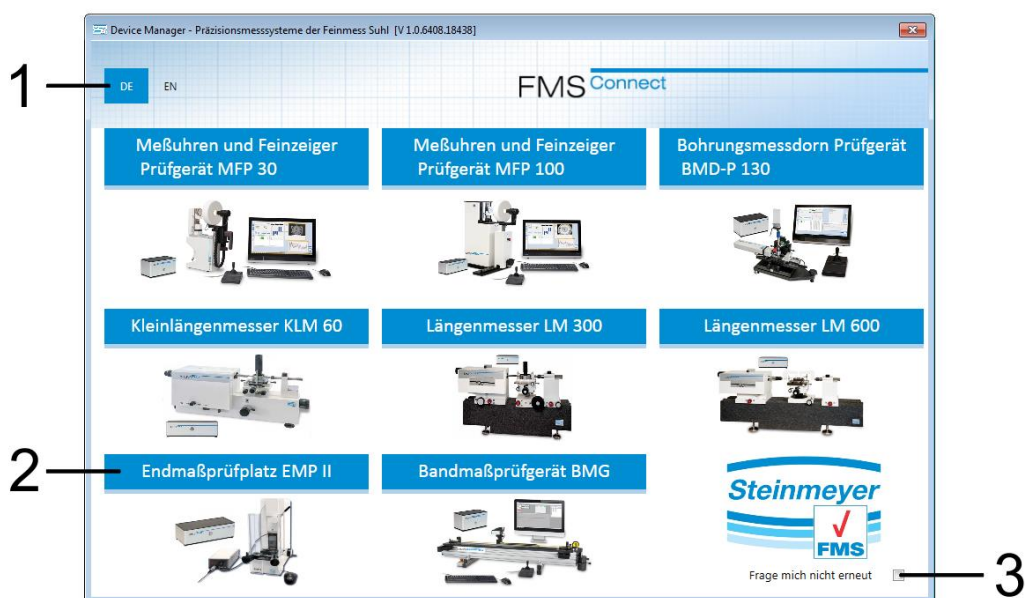 Device Manager - Präzisionsmesssysteme der Feinmess Suhl [V 1.0.6408.18438]
1
DE EN
FMS Connect
Meßuhren und Feinzeiger
Prüfgerät MFP 30
Meßuhren und Feinzeiger
Prüfgerät MFP 100
Bohrungsmessdorn Prüfgerät
BMD-P 130
Kleinlängenmesser KLM 60
Längenmesser LM 300
Längenmesser LM 600
2
Endmaßprüfplatz EMP II
Bandmaßprüfgerät BMG
Steinmeyer
FMS
Frage mich nicht erneut
3